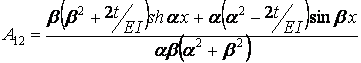 A₁₂ = β(β² + 2t/EI)sh αx + α(α² − 2t/EI)sin βx / αβ(α² + β²)